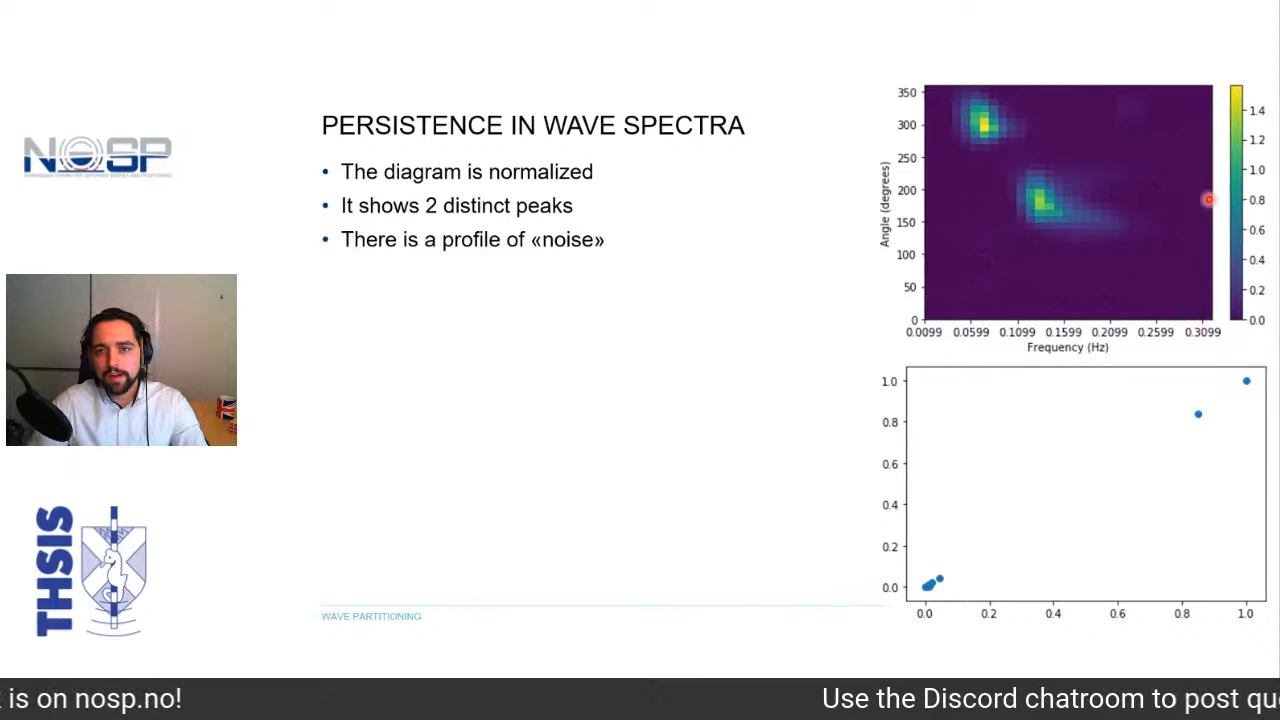 PERSISTENCE IN WAVE SPECTRA
• The diagram is normalized
• It shows 2 distinct peaks
• There is a profile of «noise»
NOSP
THSIS
WAVE PARTITIONING
350
300
250
200
150
100
50
0
Angle (degrees)
0.0099 0.0599 0.1099 0.1599 0.2099 0.2599 0.3099
Frequency (Hz)
1.4
1.2
1.0
0.8
0.6
0.4
0.2
0.0
1.0
0.8
0.6
0.4
0.2
0.0
0.0 0.2 0.4 0.6 0.8 1.0
is on nosp.no!
Use the Discord chatroom to post qu